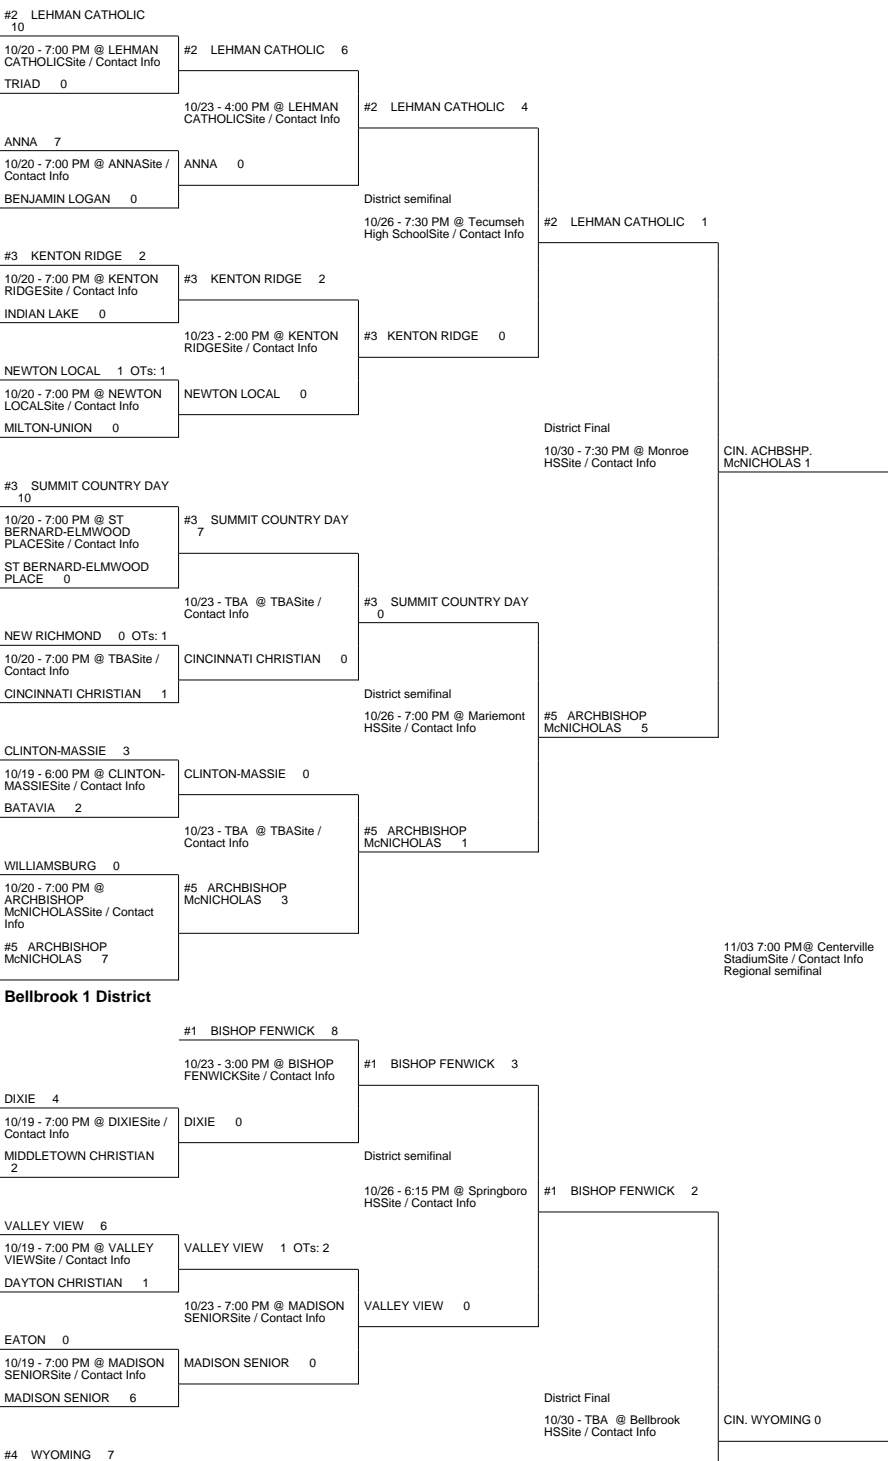 #2 LEHMAN CATHOLIC
10
10/20 - 7:00 PM @ LEHMAN
CATHOLICSite / Contact Info
TRIAD 0
#2 LEHMAN CATHOLIC 6
10/23 - 4:00 PM @ LEHMAN
CATHOLICSite / Contact Info
ANNA 7
10/20 - 7:00 PM @ ANNASite /
Contact Info
BENJAMIN LOGAN 0
ANNA 0
#2 LEHMAN CATHOLIC 4
District semifinal
10/26 - 7:30 PM @ Tecumseh
High SchoolSite / Contact Info
#3 KENTON RIDGE 2
10/20 - 7:00 PM @ KENTON
RIDGESite / Contact Info
INDIAN LAKE 0
#3 KENTON RIDGE 2
10/23 - 2:00 PM @ KENTON
RIDGESite / Contact Info
NEWTON LOCAL 1 OTs: 1
10/20 - 7:00 PM @ NEWTON
LOCALSite / Contact Info
MILTON-UNION 0
NEWTON LOCAL 0
#3 KENTON RIDGE 0
#2 LEHMAN CATHOLIC 1
District Final
10/30 - 7:30 PM @ Monroe
HSSite / Contact Info
CIN. ACHBSHP.
McNICHOLAS 1
#3 SUMMIT COUNTRY DAY
10
10/20 - 7:00 PM @ ST
BERNARD-ELMWOOD
PLACESite / Contact Info
ST BERNARD-ELMWOOD
PLACE 0
#3 SUMMIT COUNTRY DAY
7
10/23 - TBA @ TBASite /
Contact Info
NEW RICHMOND 0 OTs: 1
10/20 - 7:00 PM @ TBASite /
Contact Info
CINCINNATI CHRISTIAN 1
CINCINNATI CHRISTIAN 0
#3 SUMMIT COUNTRY DAY
0
District semifinal
10/26 - 7:00 PM @ Mariemont
HSSite / Contact Info
#5 ARCHBISHOP
McNICHOLAS 5
CLINTON-MASSIE 3
10/19 - 6:00 PM @ CLINTON-
MASSIESite / Contact Info
BATAVIA 2
CLINTON-MASSIE 0
10/23 - TBA @ TBASite /
Contact Info
#5 ARCHBISHOP
McNICHOLAS 1
WILLIAMSBURG 0
10/20 - 7:00 PM @
ARCHBISHOP
McNICHOLASSite / Contact
Info
#5 ARCHBISHOP
McNICHOLAS 7
#5 ARCHBISHOP
McNICHOLAS 3
11/03 7:00 PM@ Centerville
StadiumSite / Contact Info
Regional semifinal
Bellbrook 1 District
#1 BISHOP FENWICK 8
10/23 - 3:00 PM @ BISHOP
FENWICKSite / Contact Info
#1 BISHOP FENWICK 3
DIXIE 4
10/19 - 7:00 PM @ DIXIESite /
Contact Info
MIDDLETOWN CHRISTIAN
2
DIXIE 0
District semifinal
10/26 - 6:15 PM @ Springboro
HSSite / Contact Info
#1 BISHOP FENWICK 2
VALLEY VIEW 6
10/19 - 7:00 PM @ VALLEY
VIEWSite / Contact Info
DAYTON CHRISTIAN 1
VALLEY VIEW 1 OTs: 2
10/23 - 7:00 PM @ MADISON
SENIORSite / Contact Info
VALLEY VIEW 0
EATON 0
10/19 - 7:00 PM @ MADISON
SENIORSite / Contact Info
MADISON SENIOR 6
MADISON SENIOR 0
District Final
10/30 - TBA @ Bellbrook
HSSite / Contact Info
CIN. WYOMING 0
#4 WYOMING 7